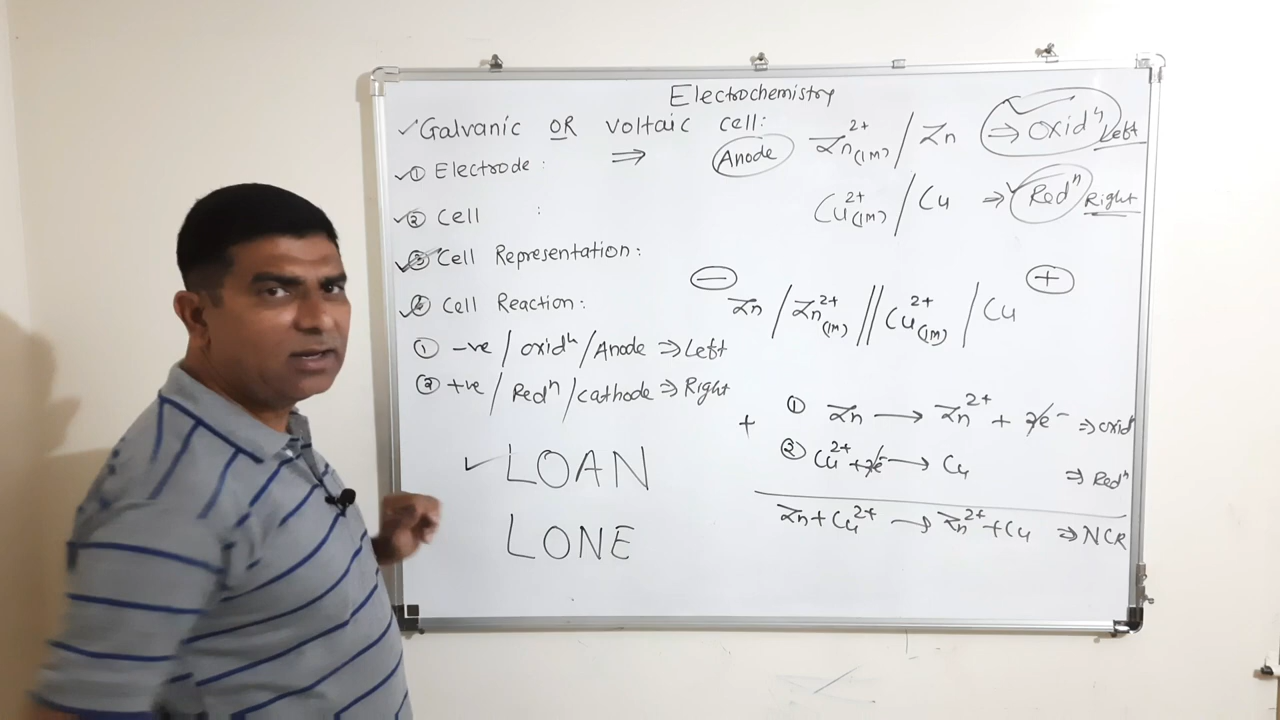 Electrochemistry
✓Galvanic OR voltaic cell:
✓① Electrode : ⇒ Anode Zn²⁺(1M) / Zn ⇒ oxidⁿ Left
✓② Cell : Cu²⁺(1M) / Cu ⇒ Redⁿ Right
✓③ Cell Representation:
⊖ ⊕
✓④ Cell Reaction: Zn / Zn²⁺(1M) // Cu²⁺(1M) / Cu
① -ve / oxidⁿ / Anode ⇒ Left
② +ve / Redⁿ / cathode ⇒ Right
+ ① Zn ⟶ Zn²⁺ + 2e⁻ ⇒ oxidⁿ
② Cu²⁺ + 2e⁻ ⟶ Cu ⇒ Redⁿ
✓ LOAN
Zn + Cu²⁺ ⟶ Zn²⁺ + Cu ⇒ NCR
LONE